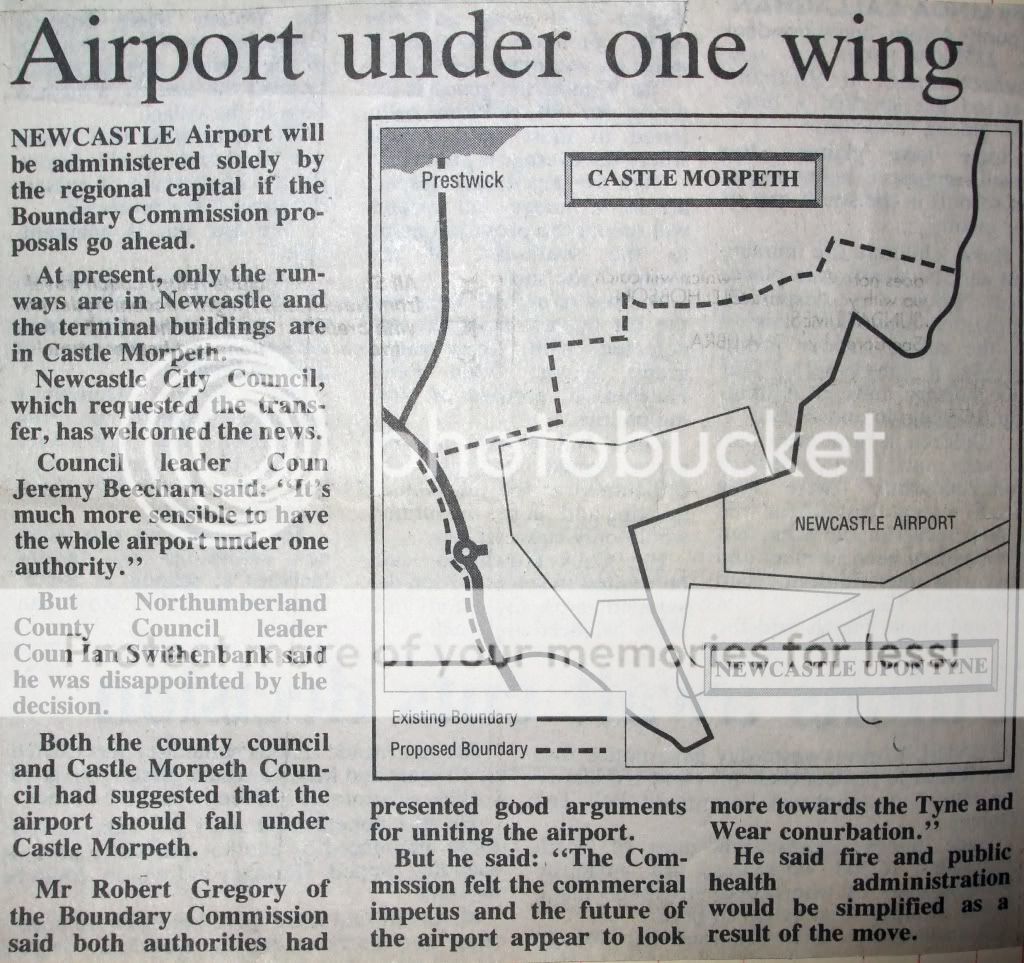 Airport under one wing
NEWCASTLE Airport will
be administered solely by
the regional capital if the
Boundary Commission pro-
posals go ahead.
At present, only the run-
ways are in Newcastle and
the terminal buildings are
in Castle Morpeth.
Newcastle City Council,
which requested the trans-
fer, has welcomed the news.
Council leader Coun
Jeremy Beecham said: “It’s
much more sensible to have
the whole airport under one
authority.”
But Northumberland
County Council leader
Coun Ian Swithenbank said
he was disappointed by the
decision.
Both the county council
and Castle Morpeth Coun-
cil had suggested that the
airport should fall under
Castle Morpeth.
Mr Robert Gregory of
the Boundary Commission
said both authorities had
Prestwick
CASTLE MORPETH
NEWCASTLE AIRPORT
NEWCASTLE UPON TYNE
Existing Boundary
Proposed Boundary
presented good arguments
for uniting the airport.
But he said: “The Com-
mission felt the commercial
impetus and the future of
the airport appear to look
more towards the Tyne and
Wear conurbation.”
He said fire and public
health administration
would be simplified as a
result of the move.
photobucket
of your memories for less!